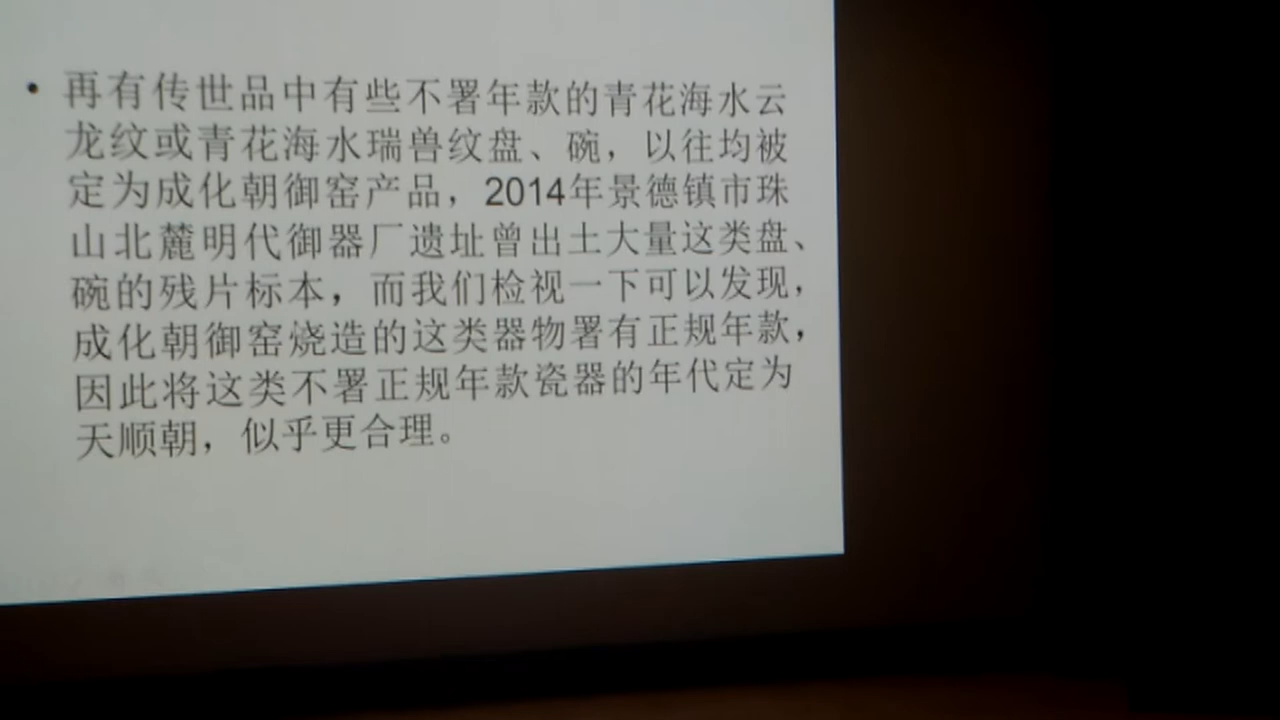 • 再有传世品中有些不署年款的青花海水云
龙纹或青花海水瑞兽纹盘、碗，以往均被
定为成化朝御窑产品，2014年景德镇市珠
山北麓明代御器厂遗址曾出土大量这类盘、
碗的残片标本，而我们检视一下可以发现，
成化朝御窑烧造的这类器物署有正规年款，
因此将这类不署正规年款瓷器的年代定为
天顺朝，似乎更合理。